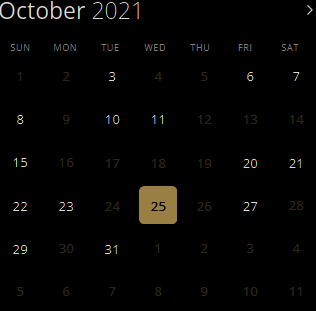 October 2021
SUN MON TUE WED THU FRI SAT
1 2 3 4 5 6 7
8 9 10 11 12 13 14
15 16 17 18 19 20 21
22 23 24 25 26 27 28
29 30 31 1 2 3 4
5 6 7 8 9 10 11